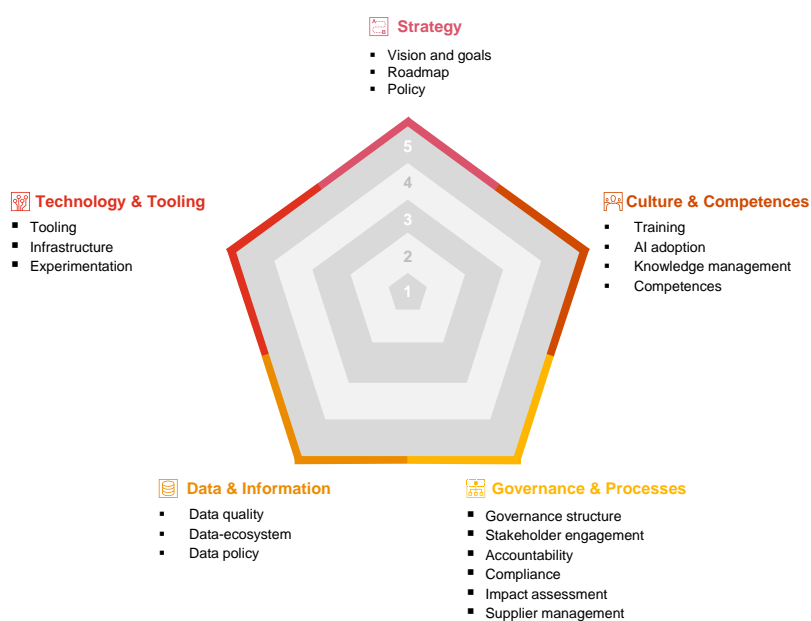 Strategy
▪ Vision and goals
▪ Roadmap
▪ Policy
5
4
3
2
1
Technology & Tooling
▪ Tooling
▪ Infrastructure
▪ Experimentation
Culture & Competences
▪ Training
▪ AI adoption
▪ Knowledge management
▪ Competences
Data & Information
▪ Data quality
▪ Data-ecosystem
▪ Data policy
Governance & Processes
▪ Governance structure
▪ Stakeholder engagement
▪ Accountability
▪ Compliance
▪ Impact assessment
▪ Supplier management